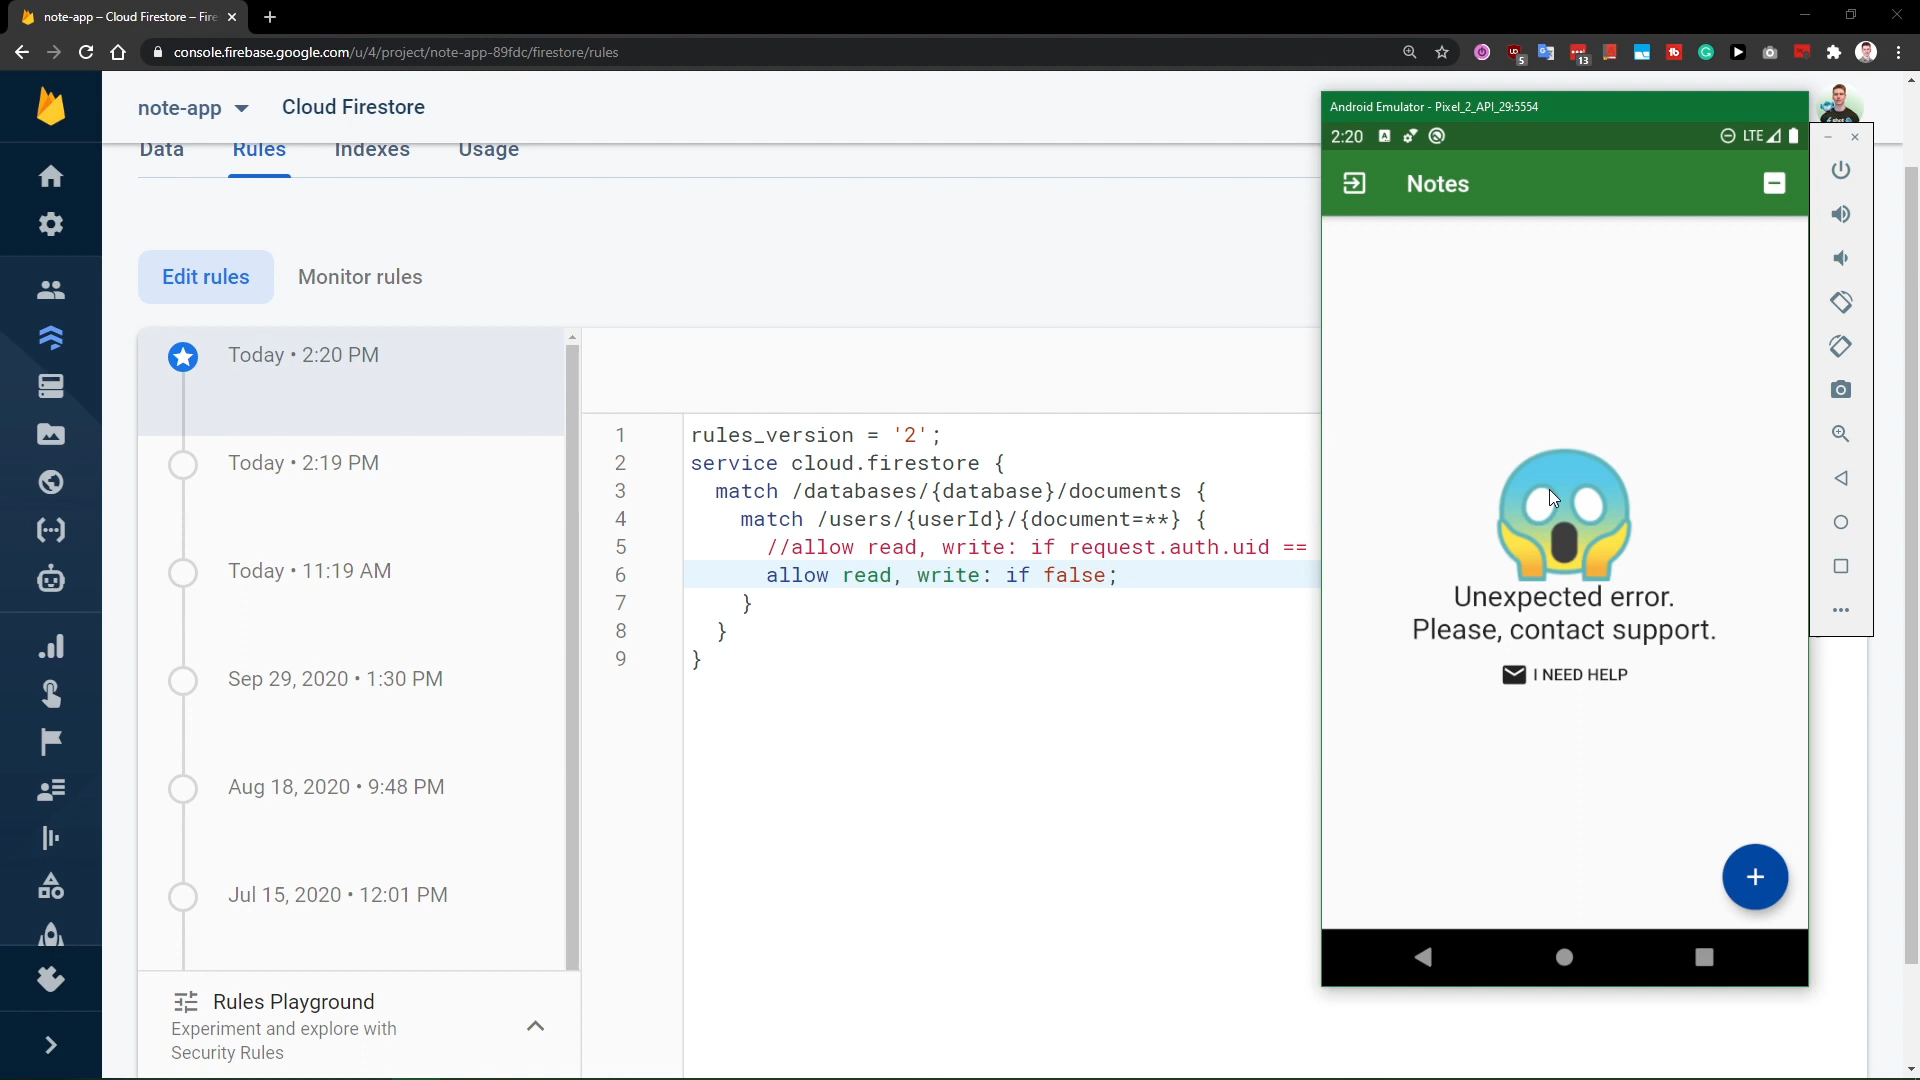 note-app – Cloud Firestore – Fire
console.firebase.google.com/u/4/project/note-app-89fdc/firestore/rules
5
13
note-app
Cloud Firestore
Data
Rules
Indexes
Usage
Edit rules
Monitor rules
Today • 2:20 PM
Today • 2:19 PM
Today • 11:19 AM
Sep 29, 2020 • 1:30 PM
Aug 18, 2020 • 9:48 PM
Jul 15, 2020 • 12:01 PM
Rules Playground
Experiment and explore with
Security Rules
1 rules_version = '2';
2 service cloud.firestore {
3 match /databases/{database}/documents {
4 match /users/{userId}/{document=**} {
5 //allow read, write: if request.auth.uid ==
6 allow read, write: if false;
7 }
8 }
9 }
Android Emulator - Pixel_2_API_29:5554
2:20
LTE
Notes
Unexpected error.
Please, contact support.
I NEED HELP